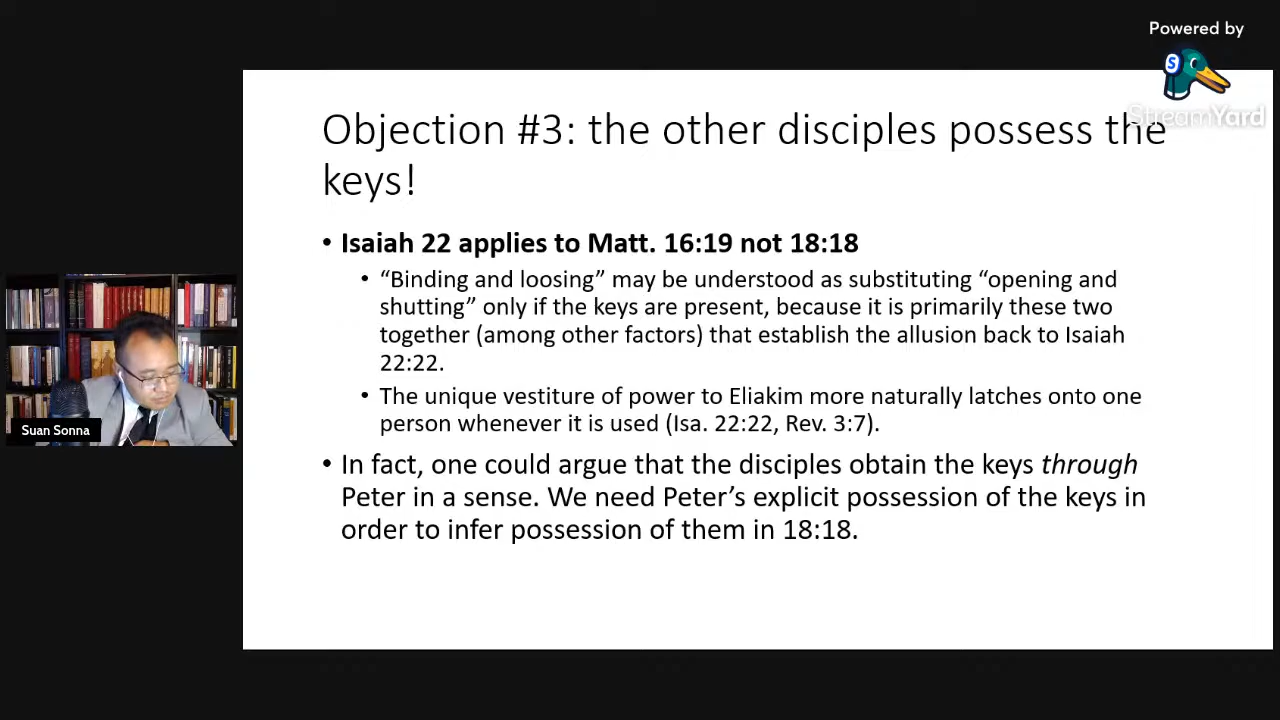 Powered by
StreamYard
Objection #3: the other disciples possess the
keys!
• Isaiah 22 applies to Matt. 16:19 not 18:18
• “Binding and loosing” may be understood as substituting “opening and
shutting” only if the keys are present, because it is primarily these two
together (among other factors) that establish the allusion back to Isaiah
22:22.
• The unique vestiture of power to Eliakim more naturally latches onto one
person whenever it is used (Isa. 22:22, Rev. 3:7).
• In fact, one could argue that the disciples obtain the keys through
Peter in a sense. We need Peter’s explicit possession of the keys in
order to infer possession of them in 18:18.
Suan Sonna